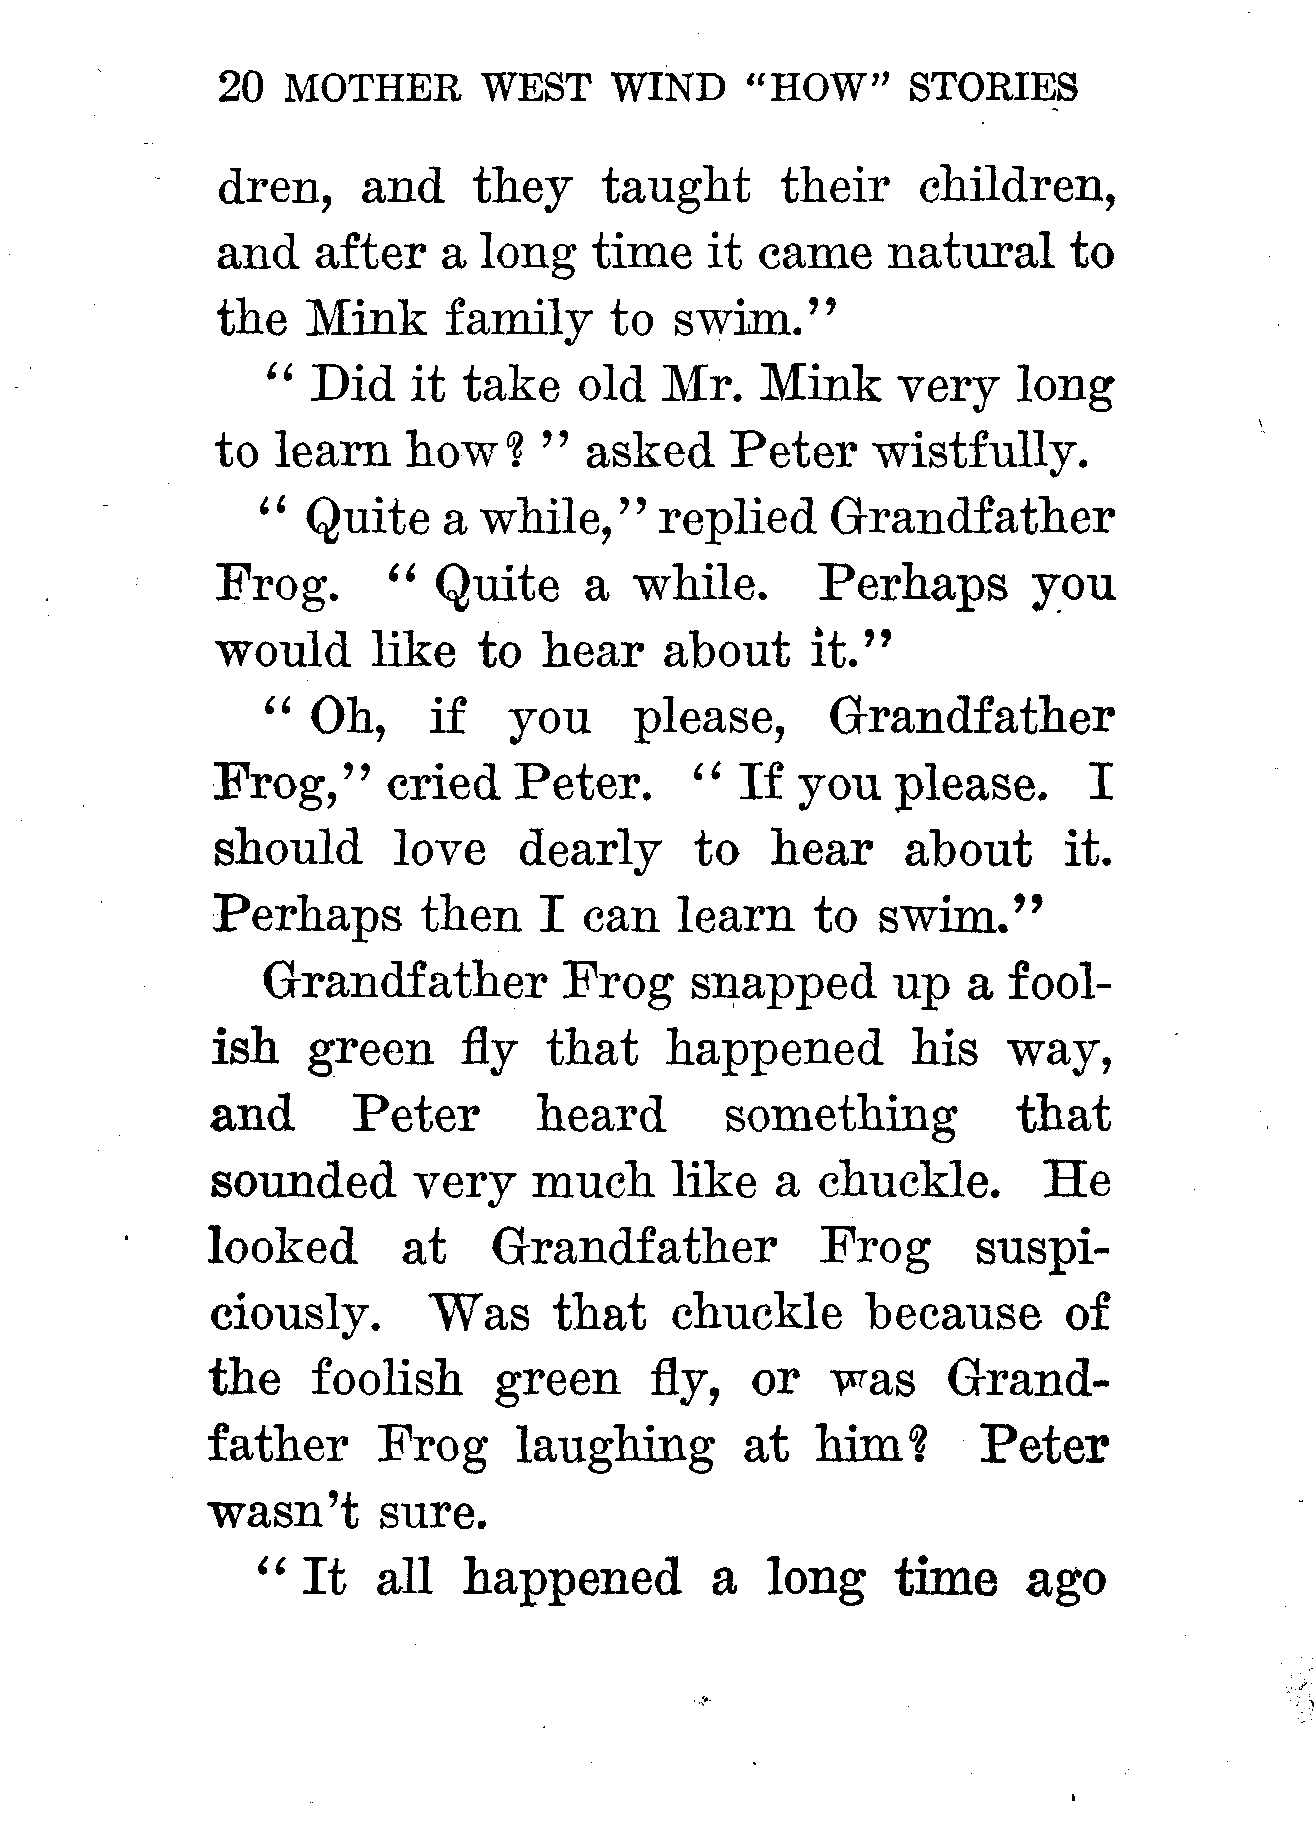 20 MOTHER WEST WIND "HOW" STORIES
dren, and they taught their children,
and after a long time it came natural to
the Mink family to swim."
" Did it take old Mr. Mink very long
to learn how? " asked Peter wistfully.
" Quite a while," replied Grandfather
Frog. " Quite a while. Perhaps you
would like to hear about it."
" Oh, if you please, Grandfather
Frog," cried Peter. " If you please. I
should love dearly to hear about it.
Perhaps then I can learn to swim."
Grandfather Frog snapped up a fool-
ish green fly that happened his way,
and Peter heard something that
sounded very much like a chuckle. He
looked at Grandfather Frog suspi-
ciously. Was that chuckle because of
the foolish green fly, or was Grand-
father Frog laughing at him? Peter
wasn't sure.
" It all happened a long time ago